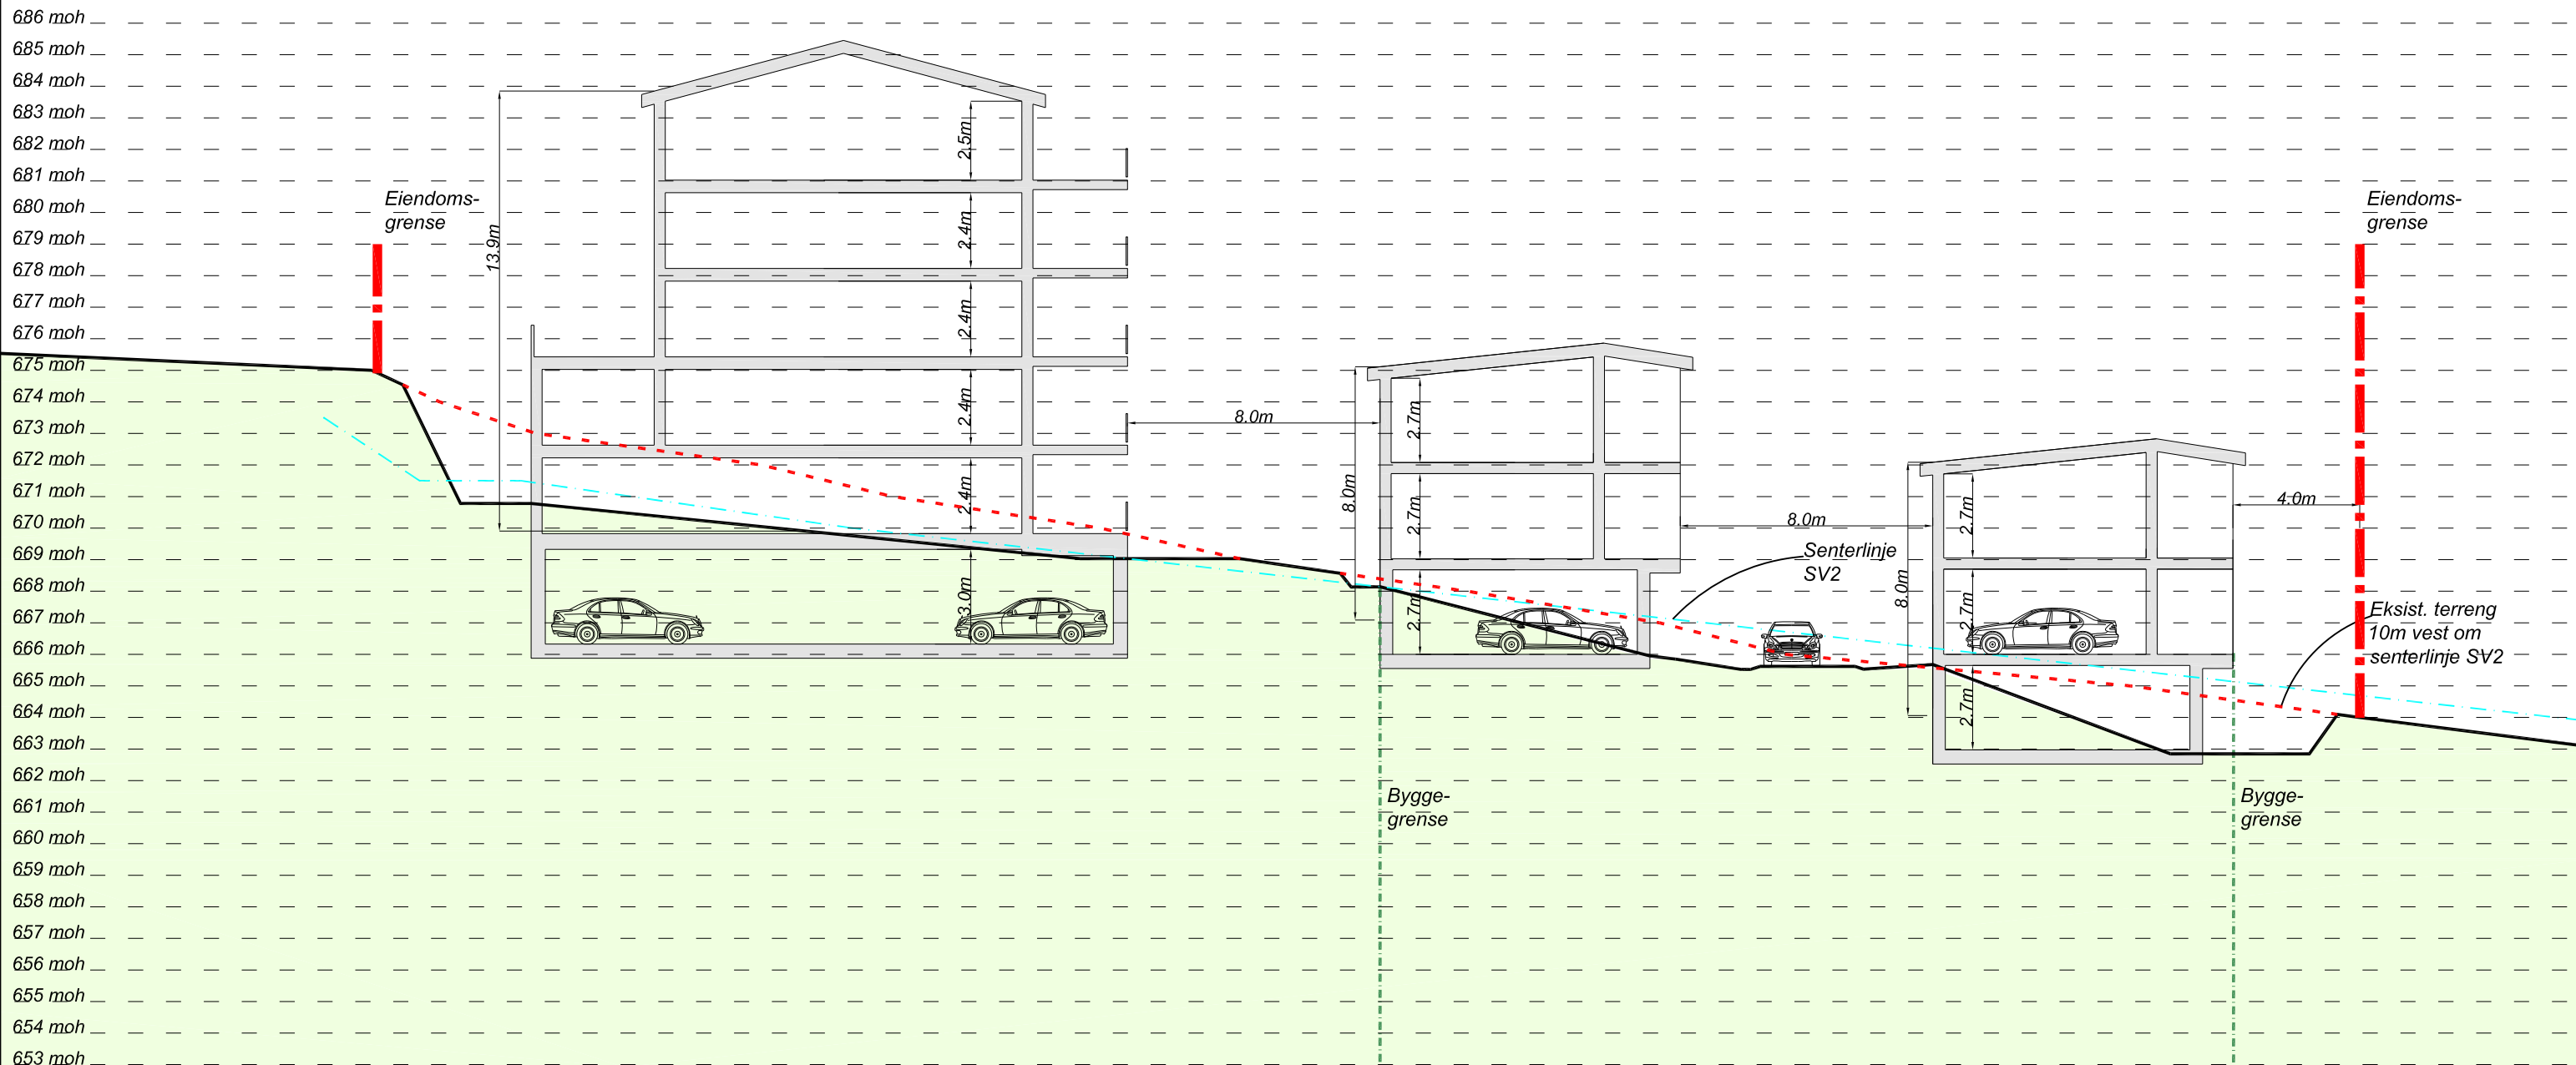 686 moh
685 moh
684 moh
683 moh
682 moh
681 moh
680 moh
679 moh
678 moh
677 moh
676 moh
675 moh
674 moh
673 moh
672 moh
671 moh
670 moh
669 moh
668 moh
667 moh
666 moh
665 moh
664 moh
663 moh
662 moh
661 moh
660 moh
659 moh
658 moh
657 moh
656 moh
655 moh
654 moh
653 moh
Eiendoms-
grense
13.9m
2.5m
2.4m
2.4m
2.4m
2.4m
3.0m
8.0m
8.0m
2.7m
2.7m
2.7m
Bygge-
grense
Senterlinje
SV2
8.0m
8.0m
2.7m
2.7m
2.7m
4.0m
Eiendoms-
grense
Eksist. terreng
10m vest om
senterlinje SV2
Bygge-
grense